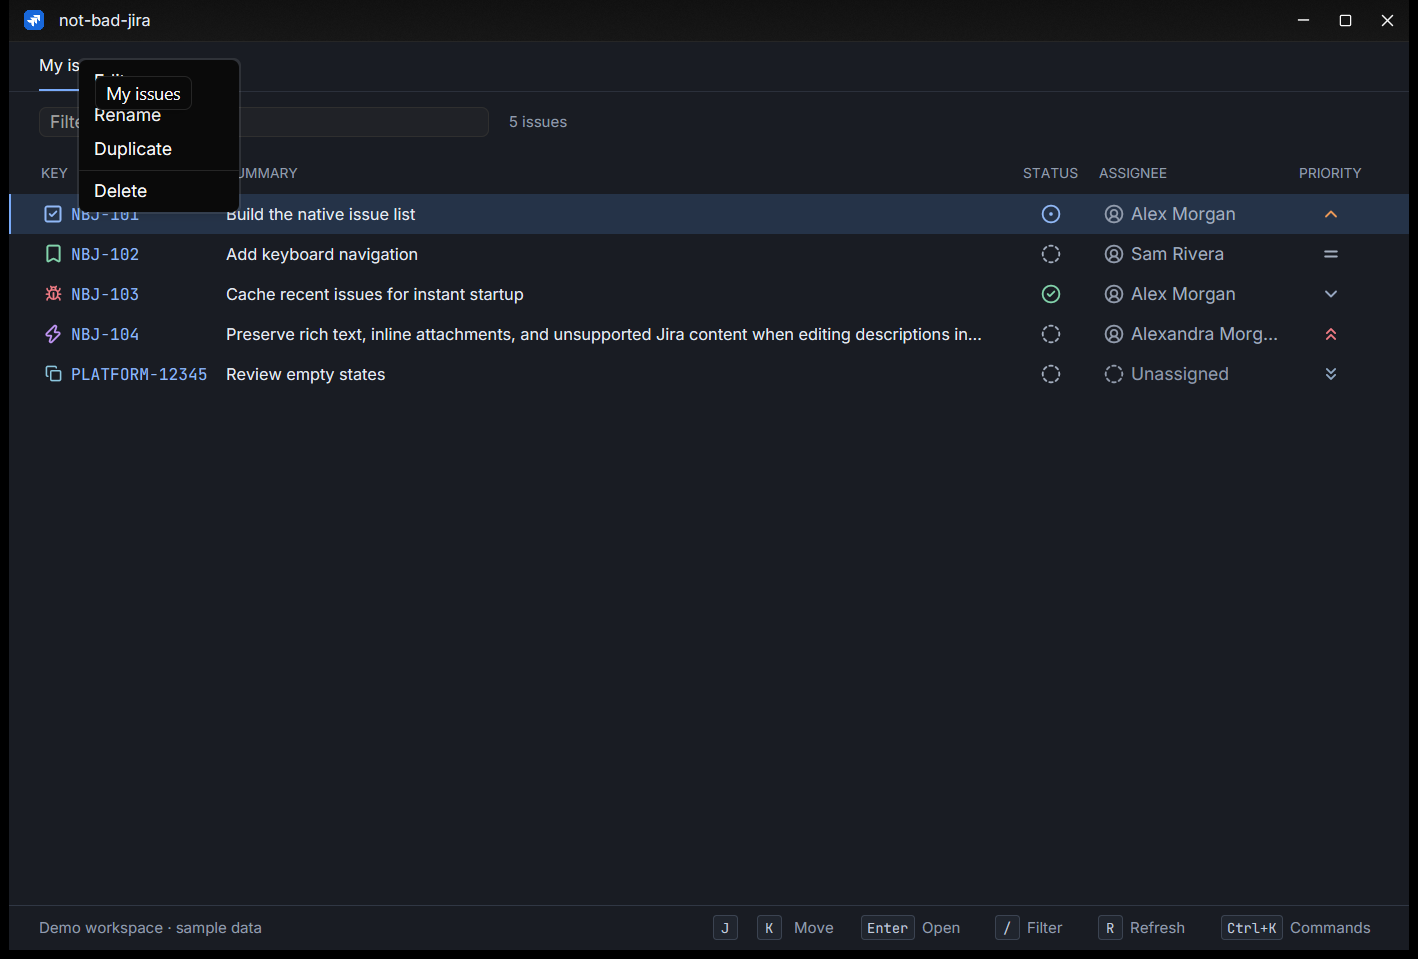 not-bad-jira
My is
My issues
Rename
Duplicate
Delete
Filte
5 issues
KEY
UMMARY
STATUS
ASSIGNEE
PRIORITY
NBJ-101
Build the native issue list
Alex Morgan
NBJ-102
Add keyboard navigation
Sam Rivera
NBJ-103
Cache recent issues for instant startup
Alex Morgan
NBJ-104
Preserve rich text, inline attachments, and unsupported Jira content when editing descriptions in...
Alexandra Morg...
PLATFORM-12345
Review empty states
Unassigned
Demo workspace · sample data
J K Move
Enter Open
/ Filter
R Refresh
Ctrl+K Commands